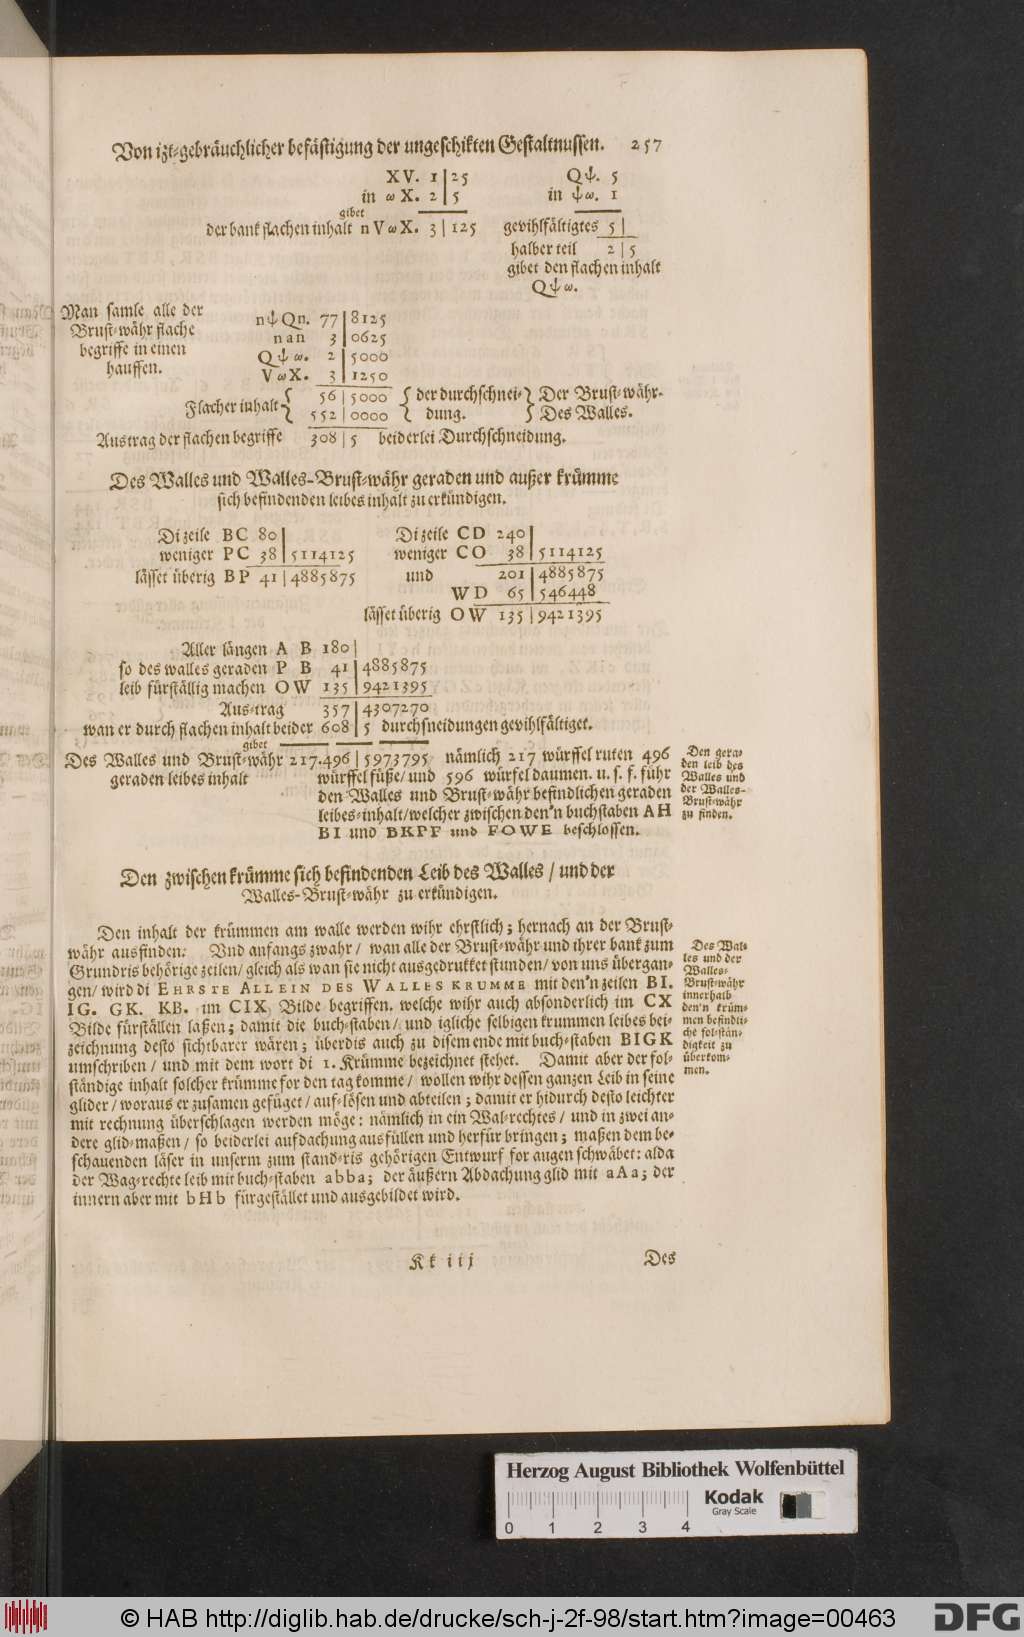 Von izt-gebräuchlicher befästigung der ungeschikten Gestaltnussen. 257
XV. 1|25
in ωX. 2|5
gibet
der bank flachen inhalt nVωX. 3|125
Qψ. 5
in ψω. 1
gevihlfältigtes 5|
halber teil 2|5
gibet den flachen inhalt
Qψω.
Man samle alle der
Brust-währ flache
begriffe in einen
hauffen.
nψQn. 77|8125
nan 3|0625
Qψω. 2|5000
VωX. 3|1250
Flacher inhalt { 56|5000 { der durchschnei- } Der Brust-währ.
552|0000 { dung. } Des Walles.
Austrag der flachen begriffe 308|5 beiderlei Durchschneidung.
Des Walles und Walles-Brust-währ geraden und außer krümme
sich befindenden leibes inhalt zu erkündigen.
Di zeile BC 80|
weniger PC 38|5114125
lässet überig BP 41|4885875
Di zeile CD 240|
weniger CO 38|5114125
und 201|4885875
WD 65|546448
lässet überig OW 135|9421395
Aller längen A B 180|
so des walles geraden P B 41|4885875
leib fürställig machen OW 135|9421395
Aus-trag 357|4307270
wan er durch flachen inhalt beider 608|5 durchsneidungen gevihlfältiget.
gibet
Des Walles und Brust-währ 217.496|5973795 nämlich 217 würffel ruten 496
geraden leibes inhalt würffel füße/ und 596 würfel daumen. u. s. f. führ
den Walles und Brust-währ befindlichen geraden
leibes-inhalt/ welcher zwischen den'n buchstaben AH
BI und BKPF und FOWE beschlossen.
Den gera-
den leib des
Walles und
der Walles-
Brust-währ
zu finden.
Den zwischen krümme sich befindenden Leib des Walles / und der
Walles-Brust-währ zu erkündigen.
Den inhalt der krümmen am walle werden wihr ehrstlich; hernach an der Brust-
währ ausfinden: Vnd anfangs zwahr/ wan alle der Brust-währ und ihrer bank zum
Grundris behörige zeilen/ gleich als wan sie nicht ausgedrukket stunden/ von uns übergan-
gen/ wird di EHRSTE ALLEIN DES WALLES KRUMME mit den'n zeilen BI.
IG. GK. KB. im CIX Bilde begriffen. welche wihr auch absonderlich im CX
Bilde fürställen laßen; damit die buch-staben/ und igliche selbigen krummen leibes bei-
zeichnung desto sichtbarer wären; überdis auch zu disem ende mit buch-staben BIGK
umschriben / und mit dem wort di 1. Krümme bezeichnet stehet. Damit aber der fol-
ständige inhalt solcher krümme for den tag komme/ wollen wihr dessen ganzen Leib in seine
glider/ woraus er zusamen gefüget/ auf-lösen und abteilen; damit er hidurch desto leichter
mit rechnung überschlagen werden möge: nämlich in ein Wal-rechtes/ und in zwei an-
dere glid-maßen/ so beiderlei aufdachung ausfüllen und herfür bringen; maßen dem be-
schauenden läser in unserm zum stand-ris gehörigen Entwurf for augen schwäbet: alda
der Wag-rechte leib mit buch-staben abba; der äußern Abdachung glid mit aAa; der
innern aber mit bHb fürgestället und ausgebildet wird.
Des Wal-
les und der
Walles-
Brust-währ
innerhalb
den'n krüm-
men befindli-
che fol-stän-
digkeit zu
überkom-
men.
Kk iij
Des
Herzog August Bibliothek Wolfenbüttel
Kodak
Gray Scale
0 1 2 3 4
© HAB http://diglib.hab.de/drucke/sch-j-2f-98/start.htm?image=00463
DFG